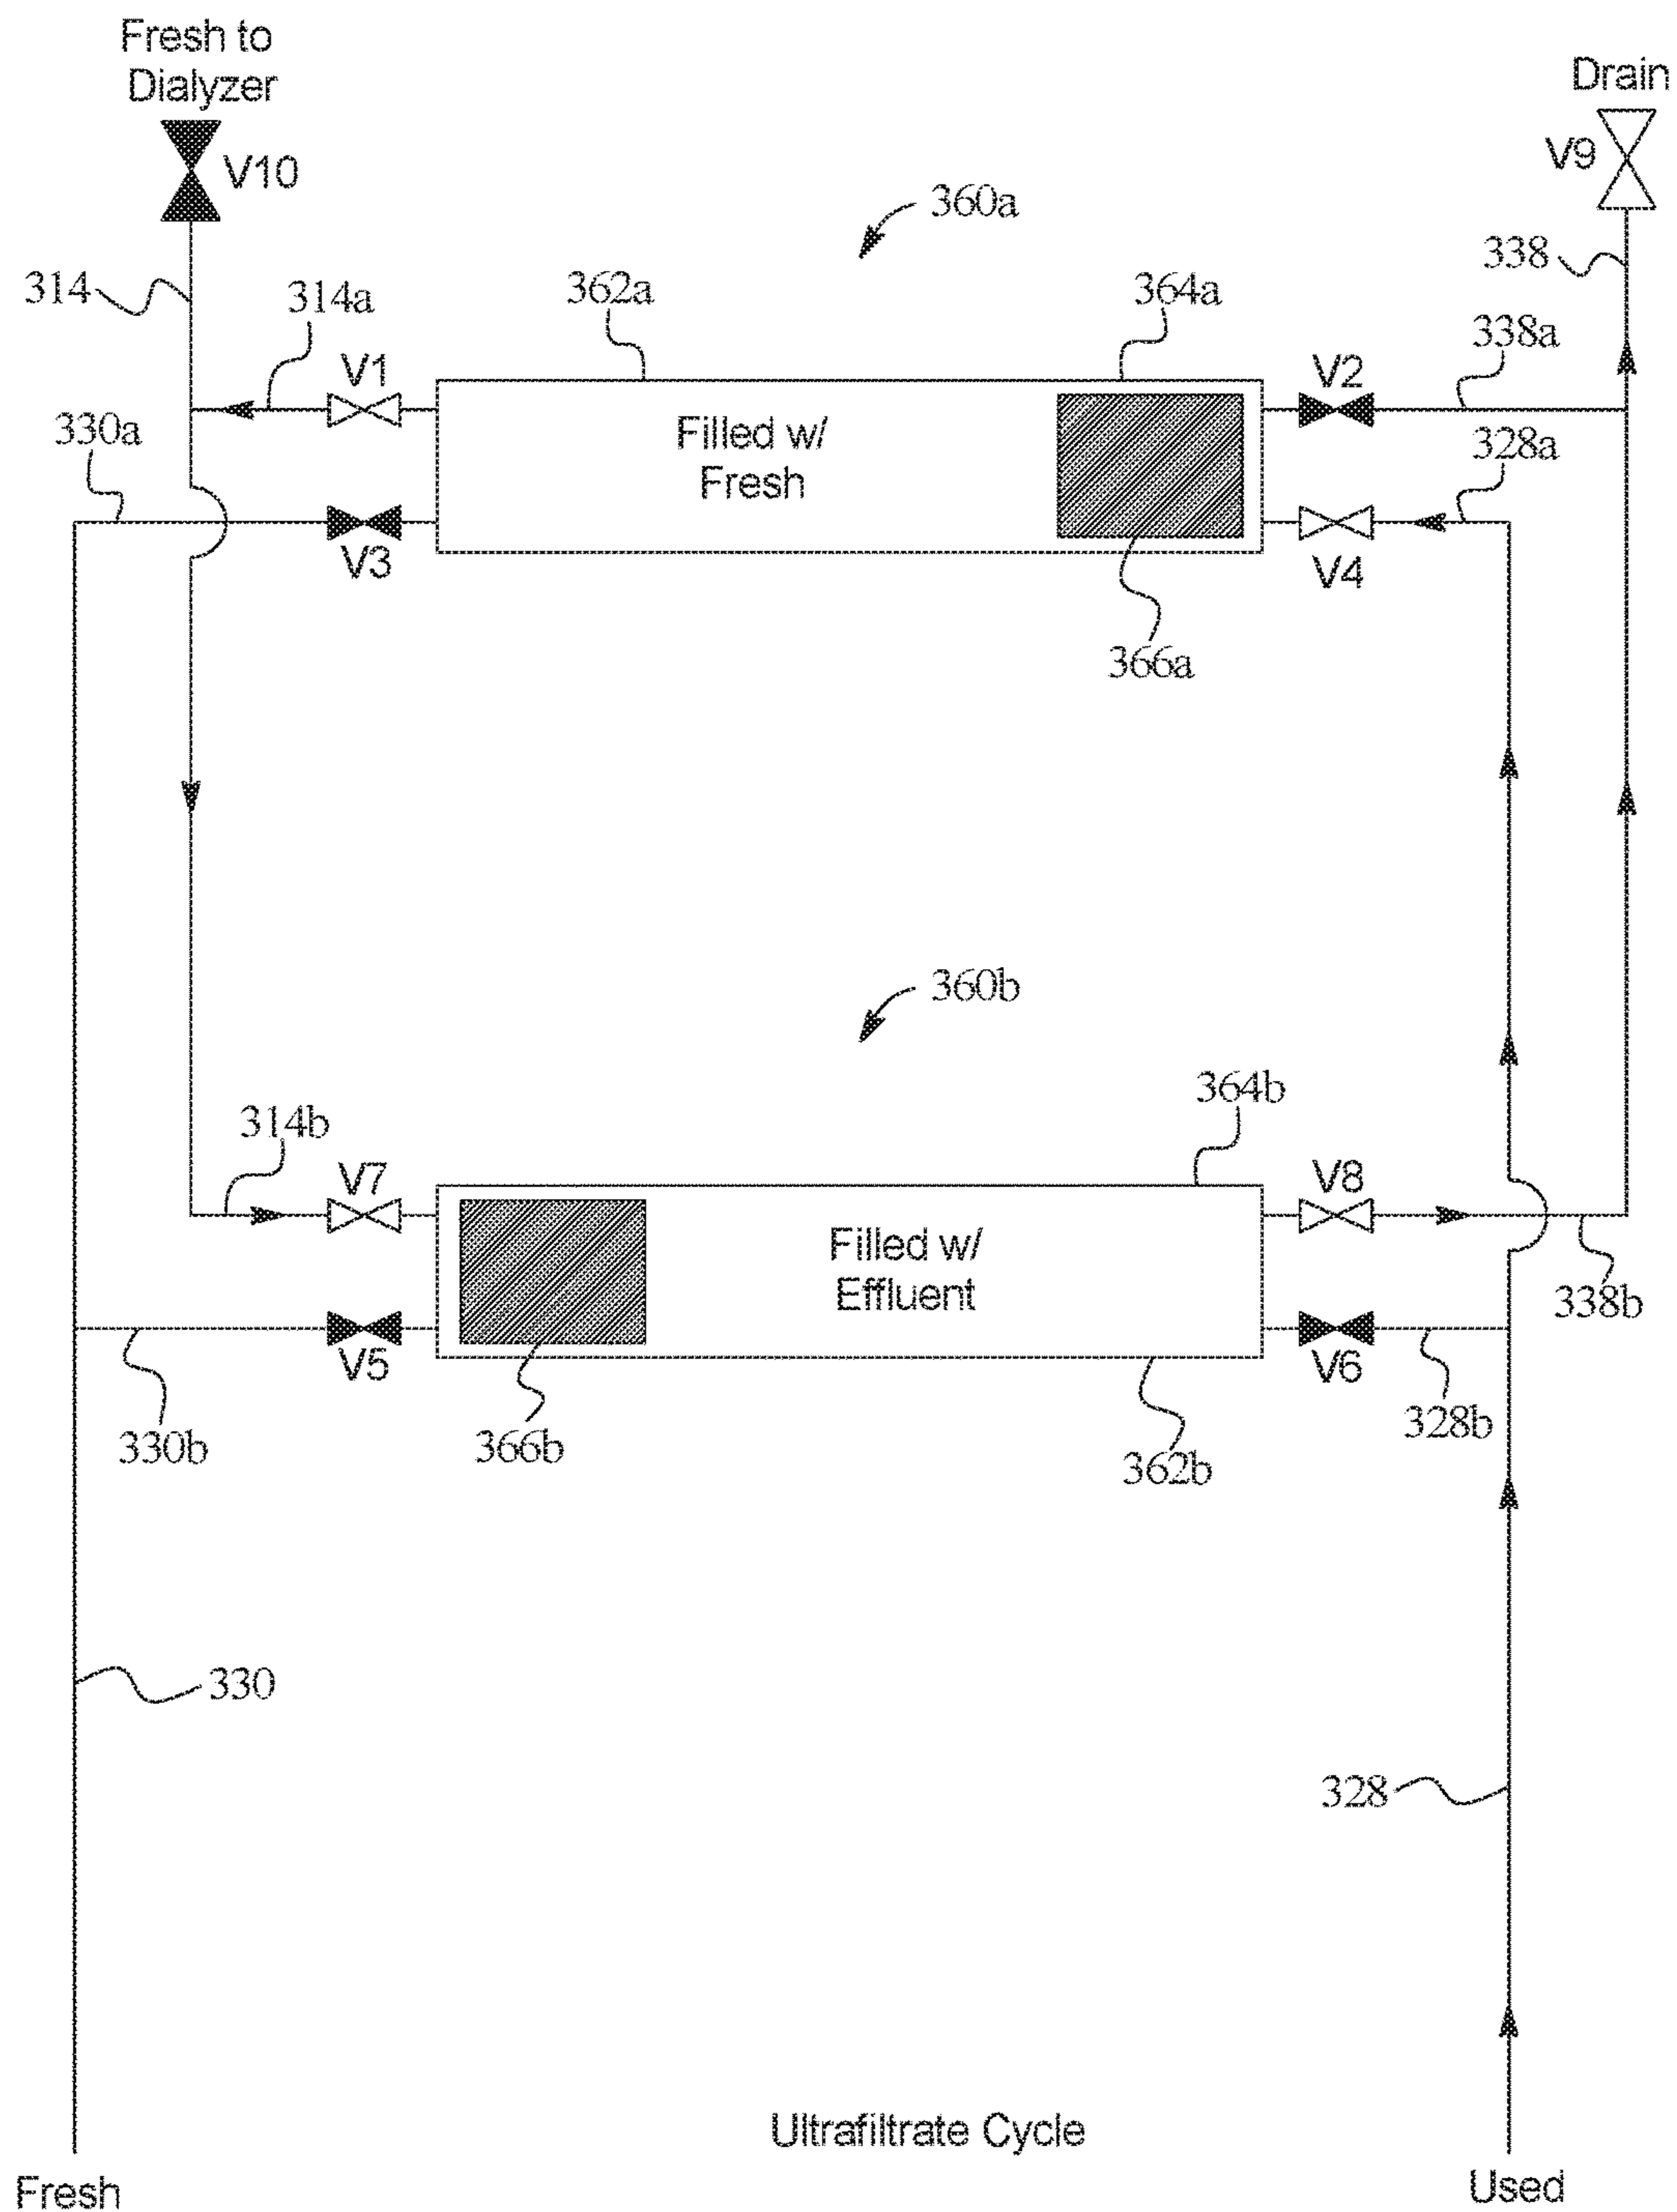 Fresh to
Dialyzer
Drain
V10
V9
360a
338
314
314a
362a
364a
338a
V1
V2
330a
Filled w/
Fresh
328a
V3
V4
366a
360b
364b
314b
V7
V8
Filled w/
Effluent
338b
V5
V6
330b
366b
362b
328b
330
328
Ultrafiltrate Cycle
Fresh
Used